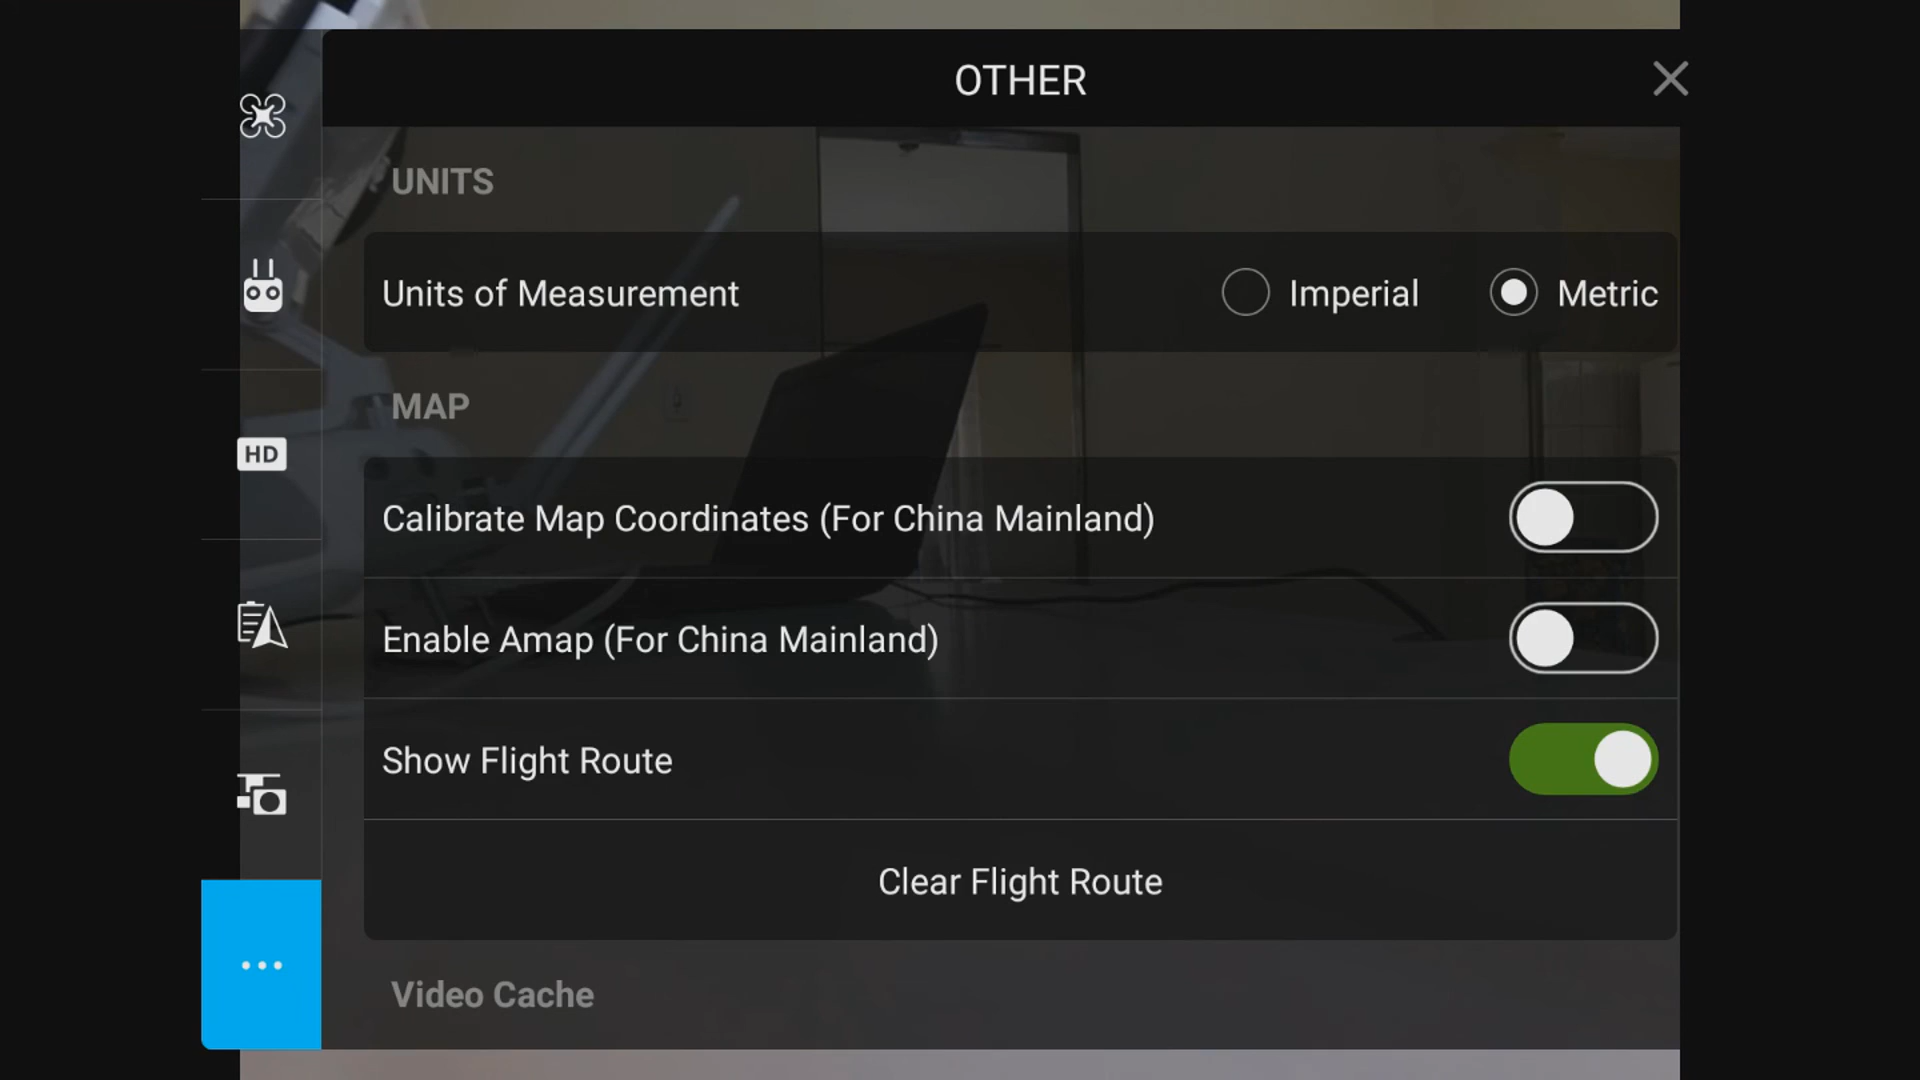 OTHER
UNITS
Units of Measurement
Imperial
Metric
MAP
HD
Calibrate Map Coordinates (For China Mainland)
Enable Amap (For China Mainland)
Show Flight Route
Clear Flight Route
Video Cache